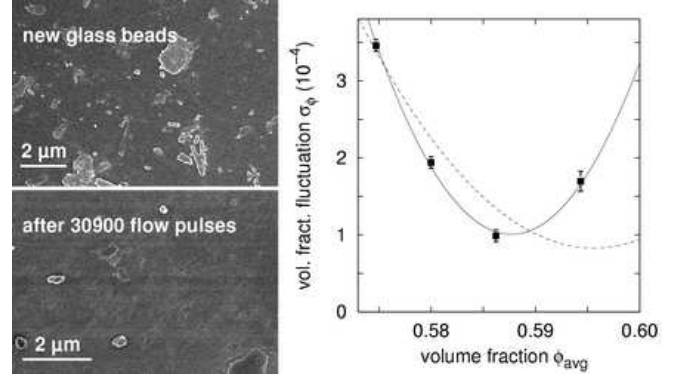 new glass beads
2 μm
after 30900 flow pulses
2 μm
vol. fract. fluctuation σϕ (10⁻⁴)
3
2
1
0
0.58
0.59
0.60
volume fraction ϕavg